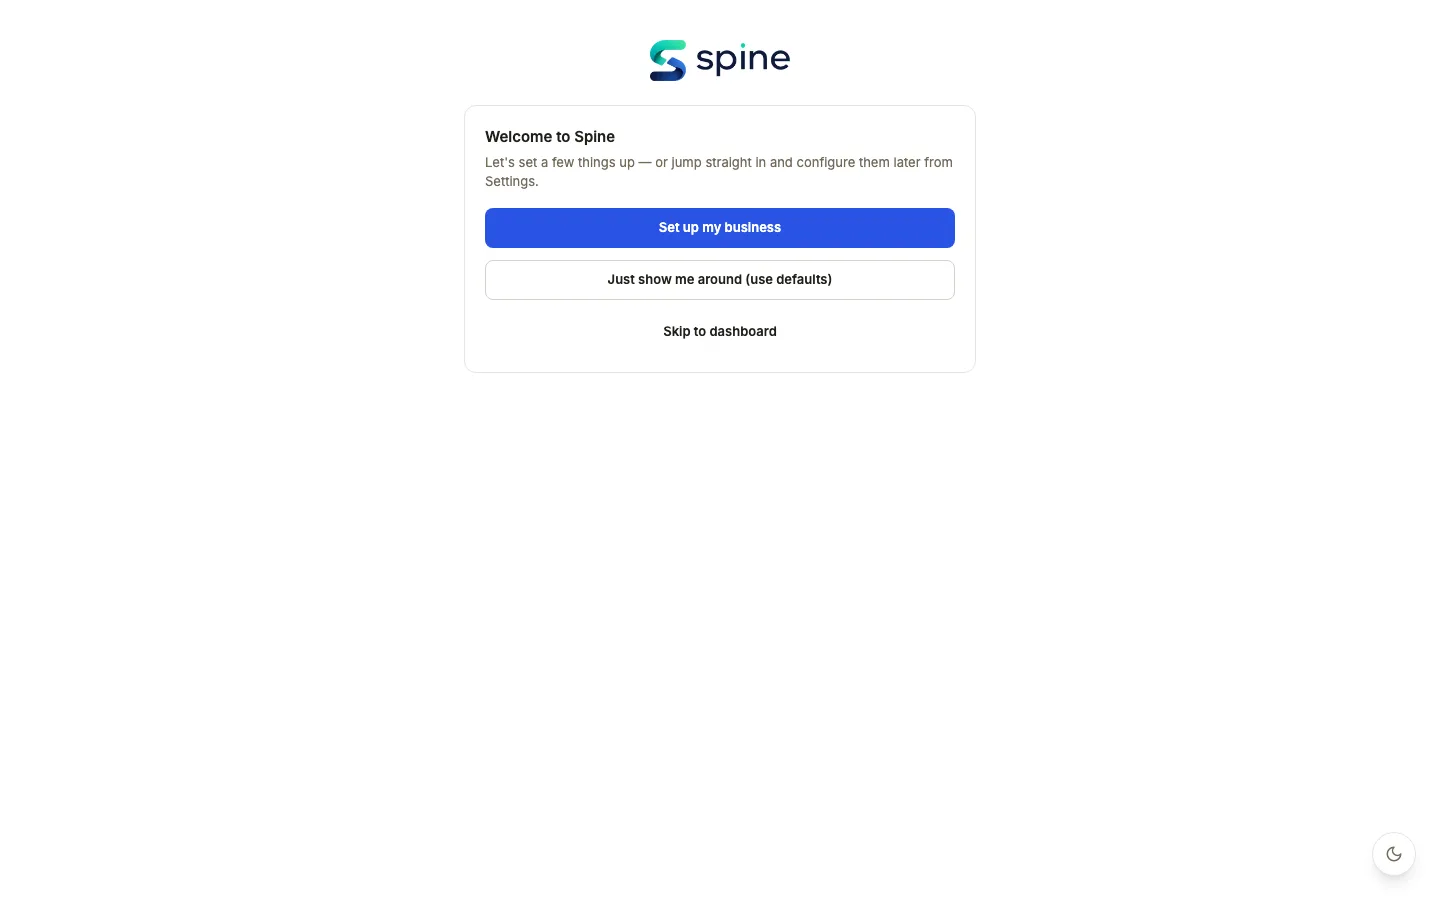 spine
Welcome to Spine
Let's set a few things up — or jump straight in and configure them later from
Settings.
Set up my business
Just show me around (use defaults)
Skip to dashboard